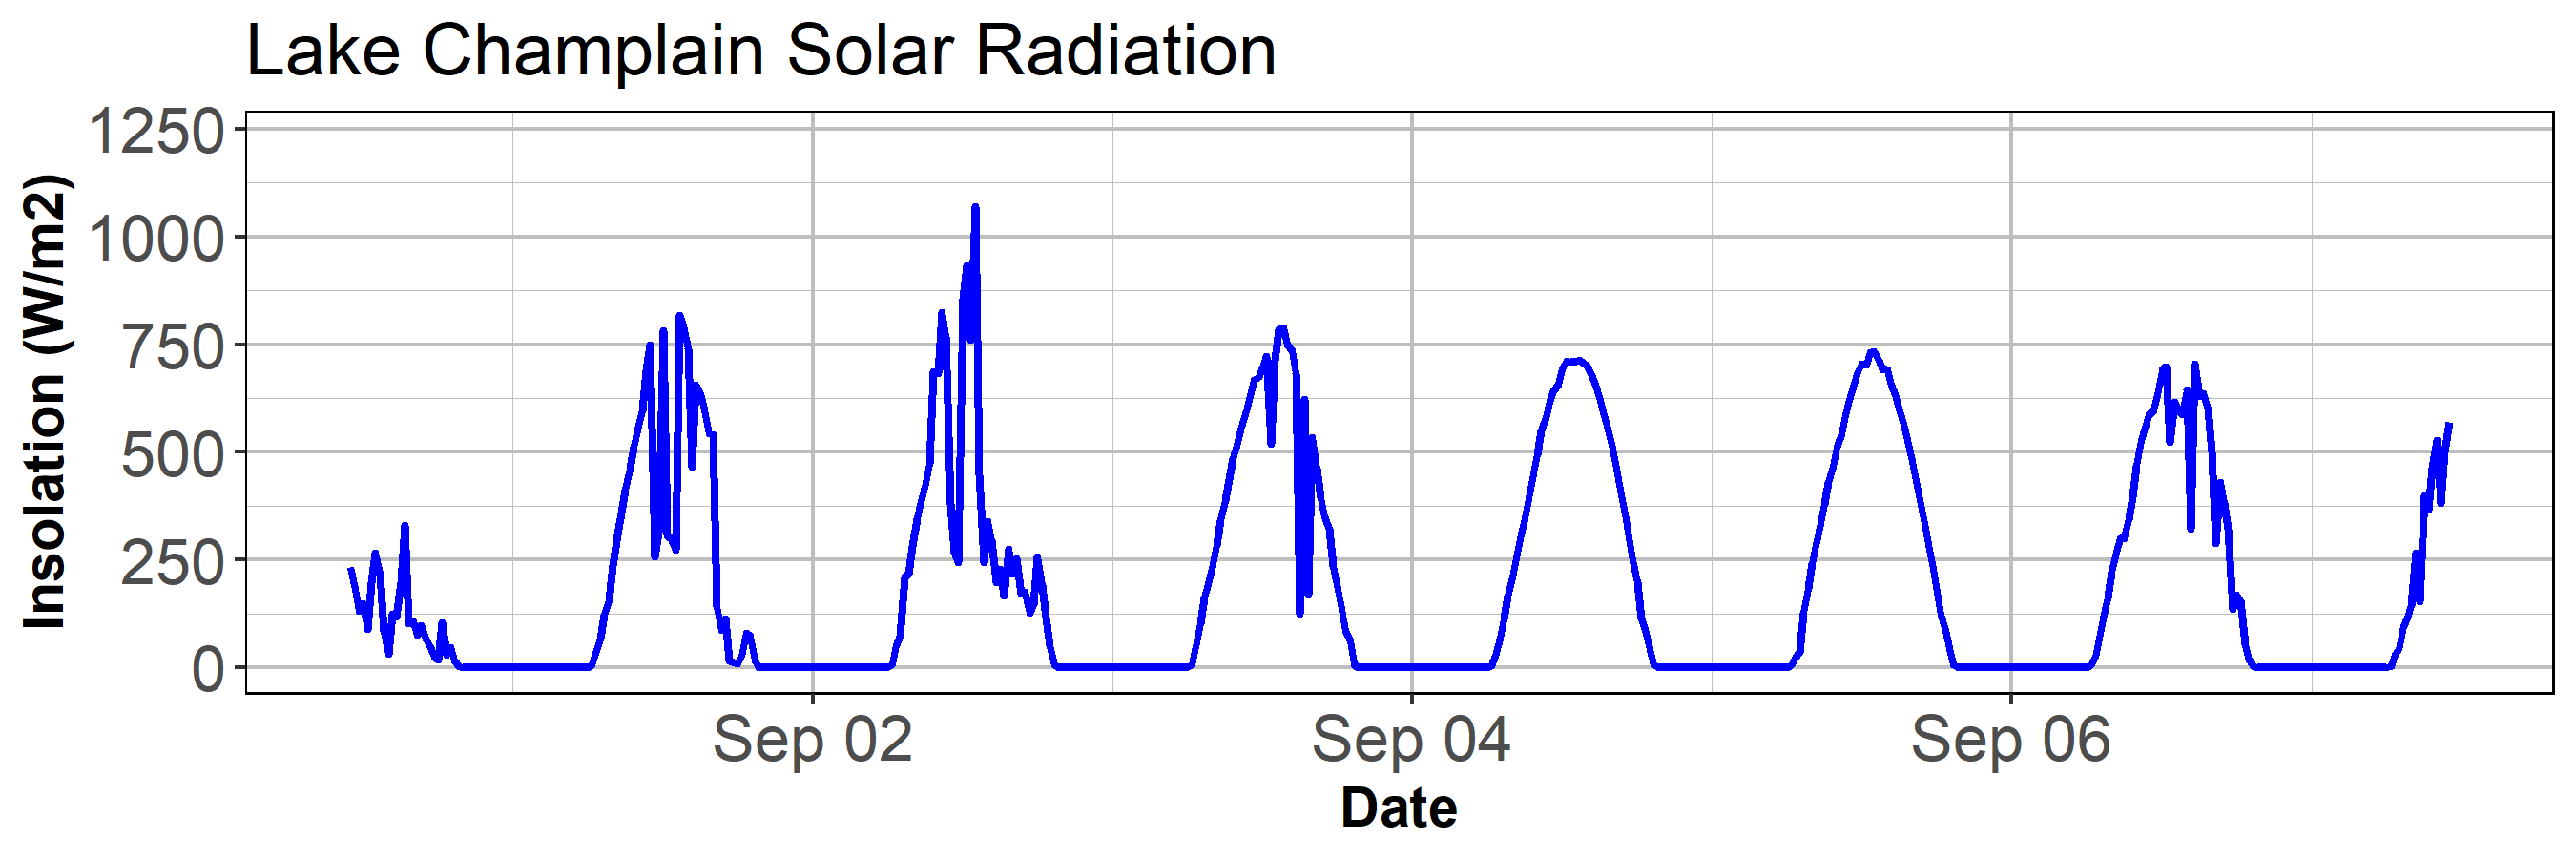 Lake Champlain Solar Radiation
1250
1000
750
500
250
0
Insolation (W/m2)
Sep 02 Sep 04 Sep 06
Date